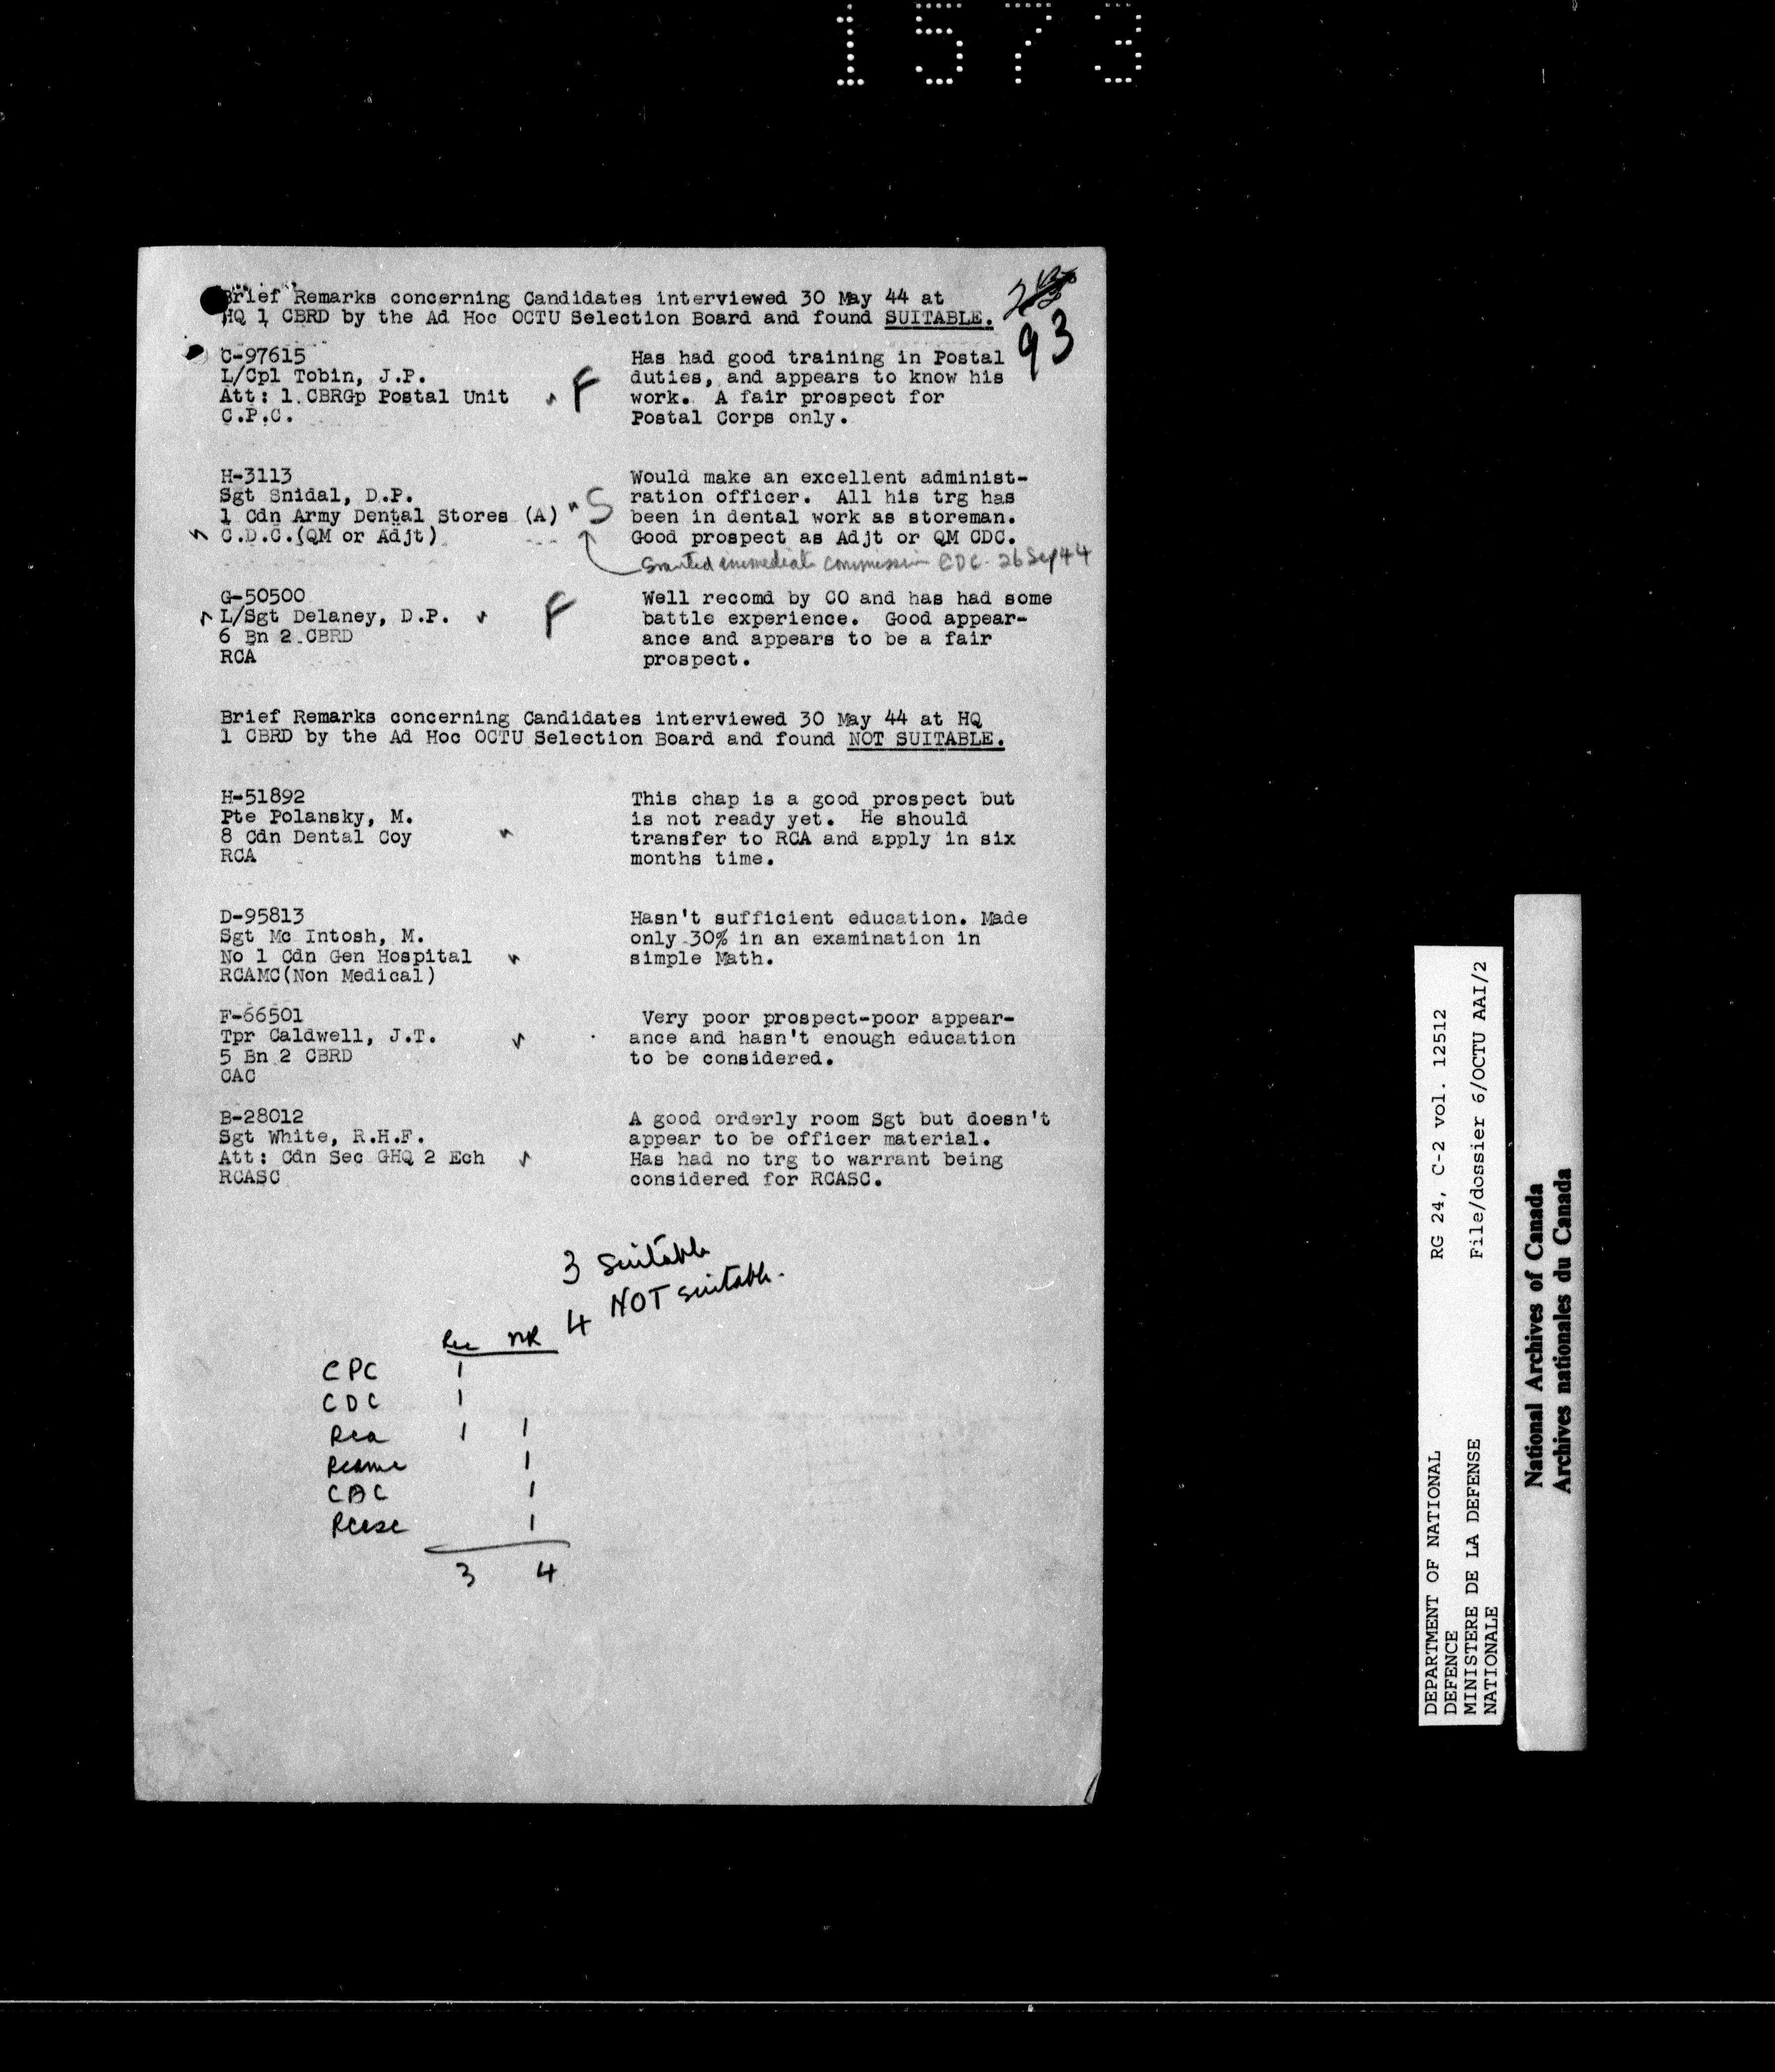 1573
Brief Remarks concerning Candidates interviewed 30 May 44 at
HQ 1 CBRD by the Ad Hoc OCTU Selection Board and found SUITABLE.
93
C-97615
L/Cpl Tobin, J.P.
Att: 1 CBRGp Postal Unit
C.P.C.
F
Has had good training in Postal
duties, and appears to know his
work. A fair prospect for
Postal Corps only.
H-3113
Sgt Snidal, D.P.
1 Cdn Army Dental Stores (A)
C.D.C.(QM or Adjt)
S
Would make an excellent administ-
ration officer. All his trg has
been in dental work as storeman.
Good prospect as Adjt or QM CDC.
Granted immediate commission CDC. 26 Sep 44
G-50500
L/Sgt Delaney, D.P.
6 Bn 2 CBRD
RCA
F
Well recomd by CO and has had some
battle experience. Good appear-
ance and appears to be a fair
prospect.
Brief Remarks concerning Candidates interviewed 30 May 44 at HQ
1 CBRD by the Ad Hoc OCTU Selection Board and found NOT SUITABLE.
H-51892
Pte Polansky, M.
8 Cdn Dental Coy
RCA
This chap is a good prospect but
is not ready yet. He should
transfer to RCA and apply in six
months time.
D-95813
Sgt Mc Intosh, M.
No 1 Cdn Gen Hospital
RCAMC(Non Medical)
Hasn't sufficient education. Made
only 30% in an examination in
simple Math.
F-66501
Tpr Caldwell, J.T.
5 Bn 2 CBRD
CAC
Very poor prospect-poor appear-
ance and hasn't enough education
to be considered.
B-28012
Sgt White, R.H.F.
Att: Cdn Sec GHQ 2 Ech
RCASC
A good orderly room Sgt but doesn't
appear to be officer material.
Has had no trg to warrant being
considered for RCASC.
3 Suitable
4 NOT suitable.
Rec NR
CPC 1
CDC 1
RCA 1 1
RCAMC 1
CAC 1
RCASC 1
3 4
DEPARTMENT OF NATIONAL
DEFENCE
MINISTERE DE LA DEFENSE
NATIONALE
RG 24, C-2 vol. 12512
File/dossier 6/OCTU AAI/2
National Archives of Canada
Archives nationales du Canada